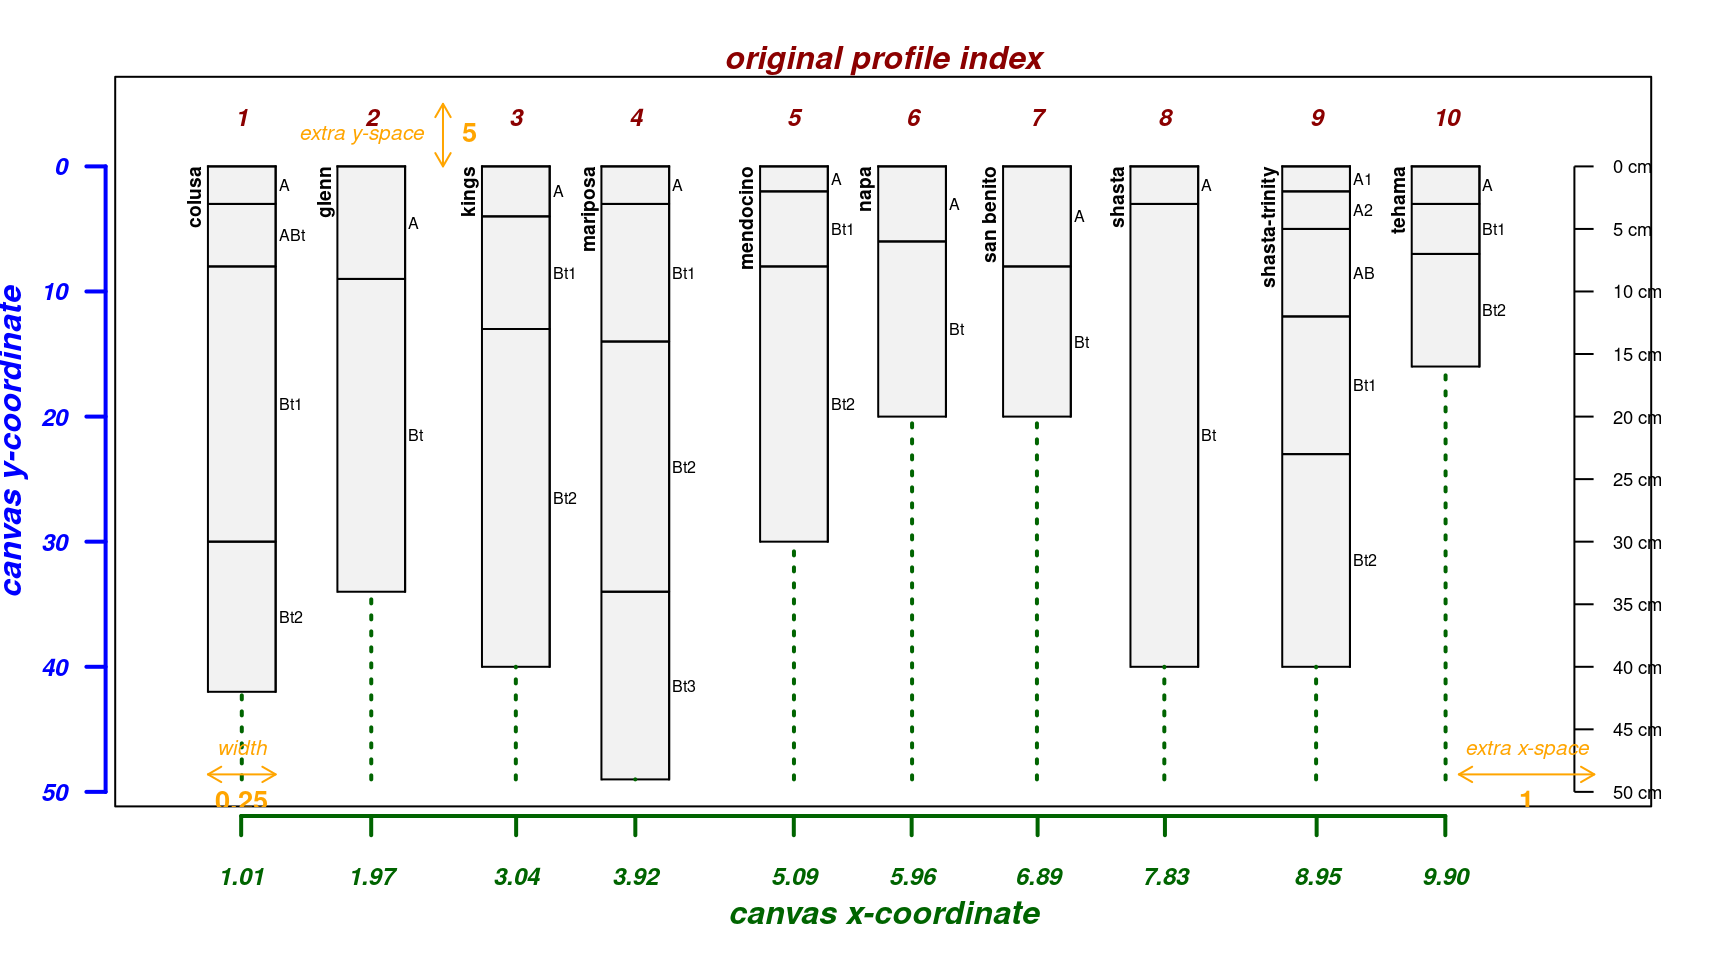 original profile index
1 2 3 4 5 6 7 8 9 10
extra y-space 5
canvas y-coordinate
0
10
20
30
40
50
colusa
A
ABt
Bt1
Bt2
glenn
A
Bt
kings
A
Bt1
Bt2
mariposa
A
Bt1
Bt2
Bt3
mendocino
A
Bt1
Bt2
napa
A
Bt
san benito
A
Bt
shasta
A
Bt
shasta-trinity
A1
A2
AB
Bt1
Bt2
tehama
A
Bt1
Bt2
0 cm
5 cm
10 cm
15 cm
20 cm
25 cm
30 cm
35 cm
40 cm
45 cm
50 cm
width
0.25
extra x-space
1
1.01 1.97 3.04 3.92 5.09 5.96 6.89 7.83 8.95 9.90
canvas x-coordinate